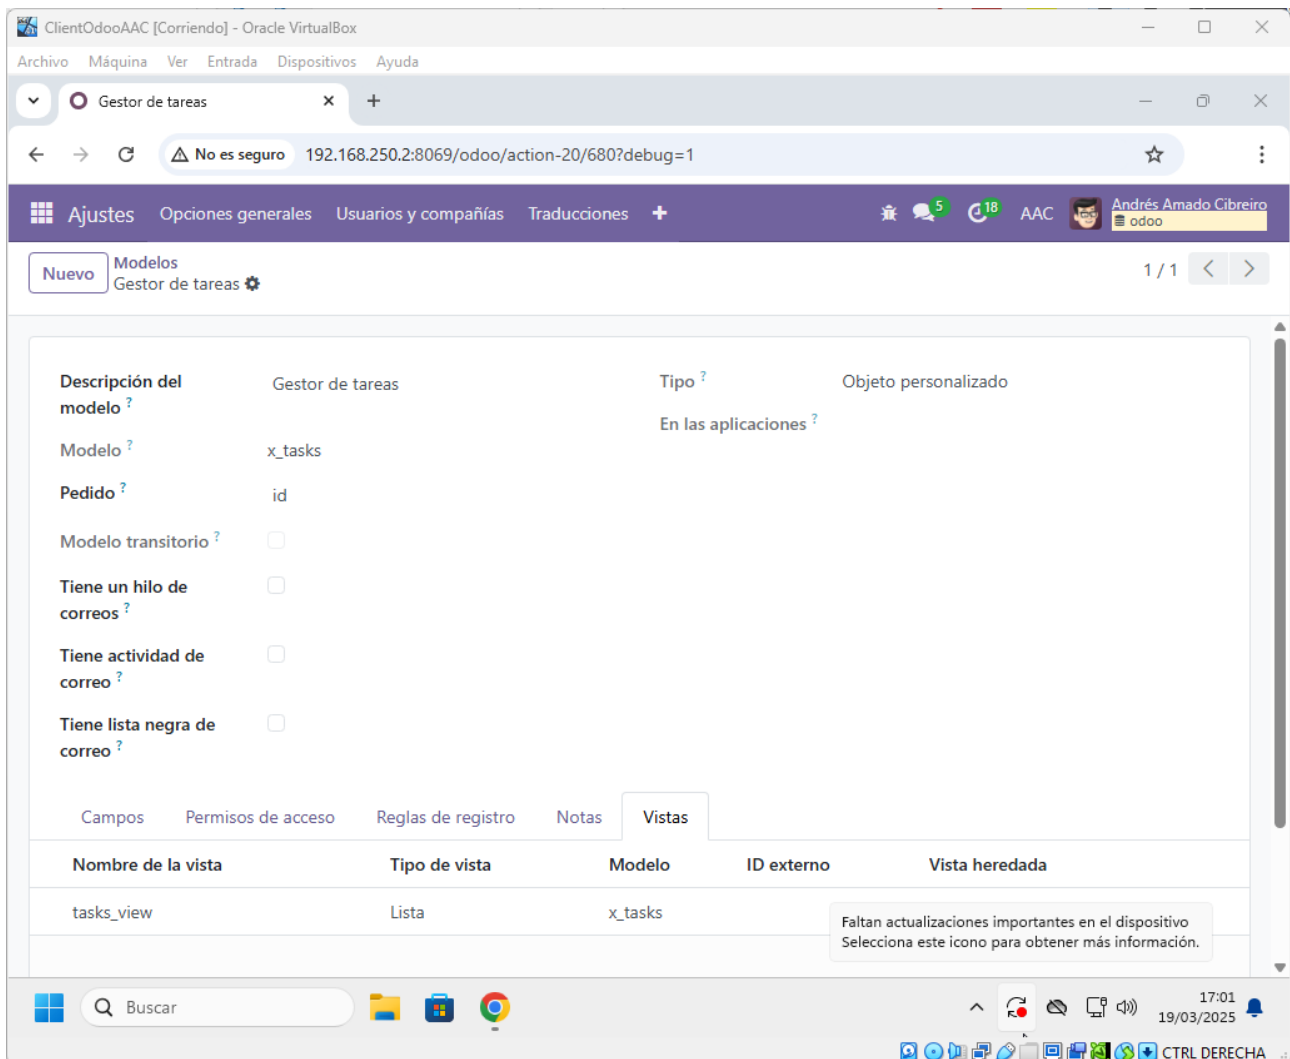 ClientOdooAAC [Corriendo] - Oracle VirtualBox
Archivo Máquina Ver Entrada Dispositivos Ayuda
Gestor de tareas
No es seguro 192.168.250.2:8069/odoo/action-20/680?debug=1
Ajustes Opciones generales Usuarios y compañías Traducciones 5 18 AAC Andrés Amado Cibreiro
odoo
Nuevo Modelos
Gestor de tareas
1 / 1
Descripción del modelo ? Gestor de tareas
Tipo ? Objeto personalizado
En las aplicaciones ?
Modelo ? x_tasks
Pedido ? id
Modelo transitorio ?
Tiene un hilo de
correos ?
Tiene actividad de
correo ?
Tiene lista negra de
correo ?
Campos Permisos de acceso Reglas de registro Notas Vistas
Nombre de la vista Tipo de vista Modelo ID externo Vista heredada
tasks_view Lista x_tasks
Faltan actualizaciones importantes en el dispositivo
Selecciona este icono para obtener más información.
Buscar
17:01
19/03/2025
CTRL DERECHA